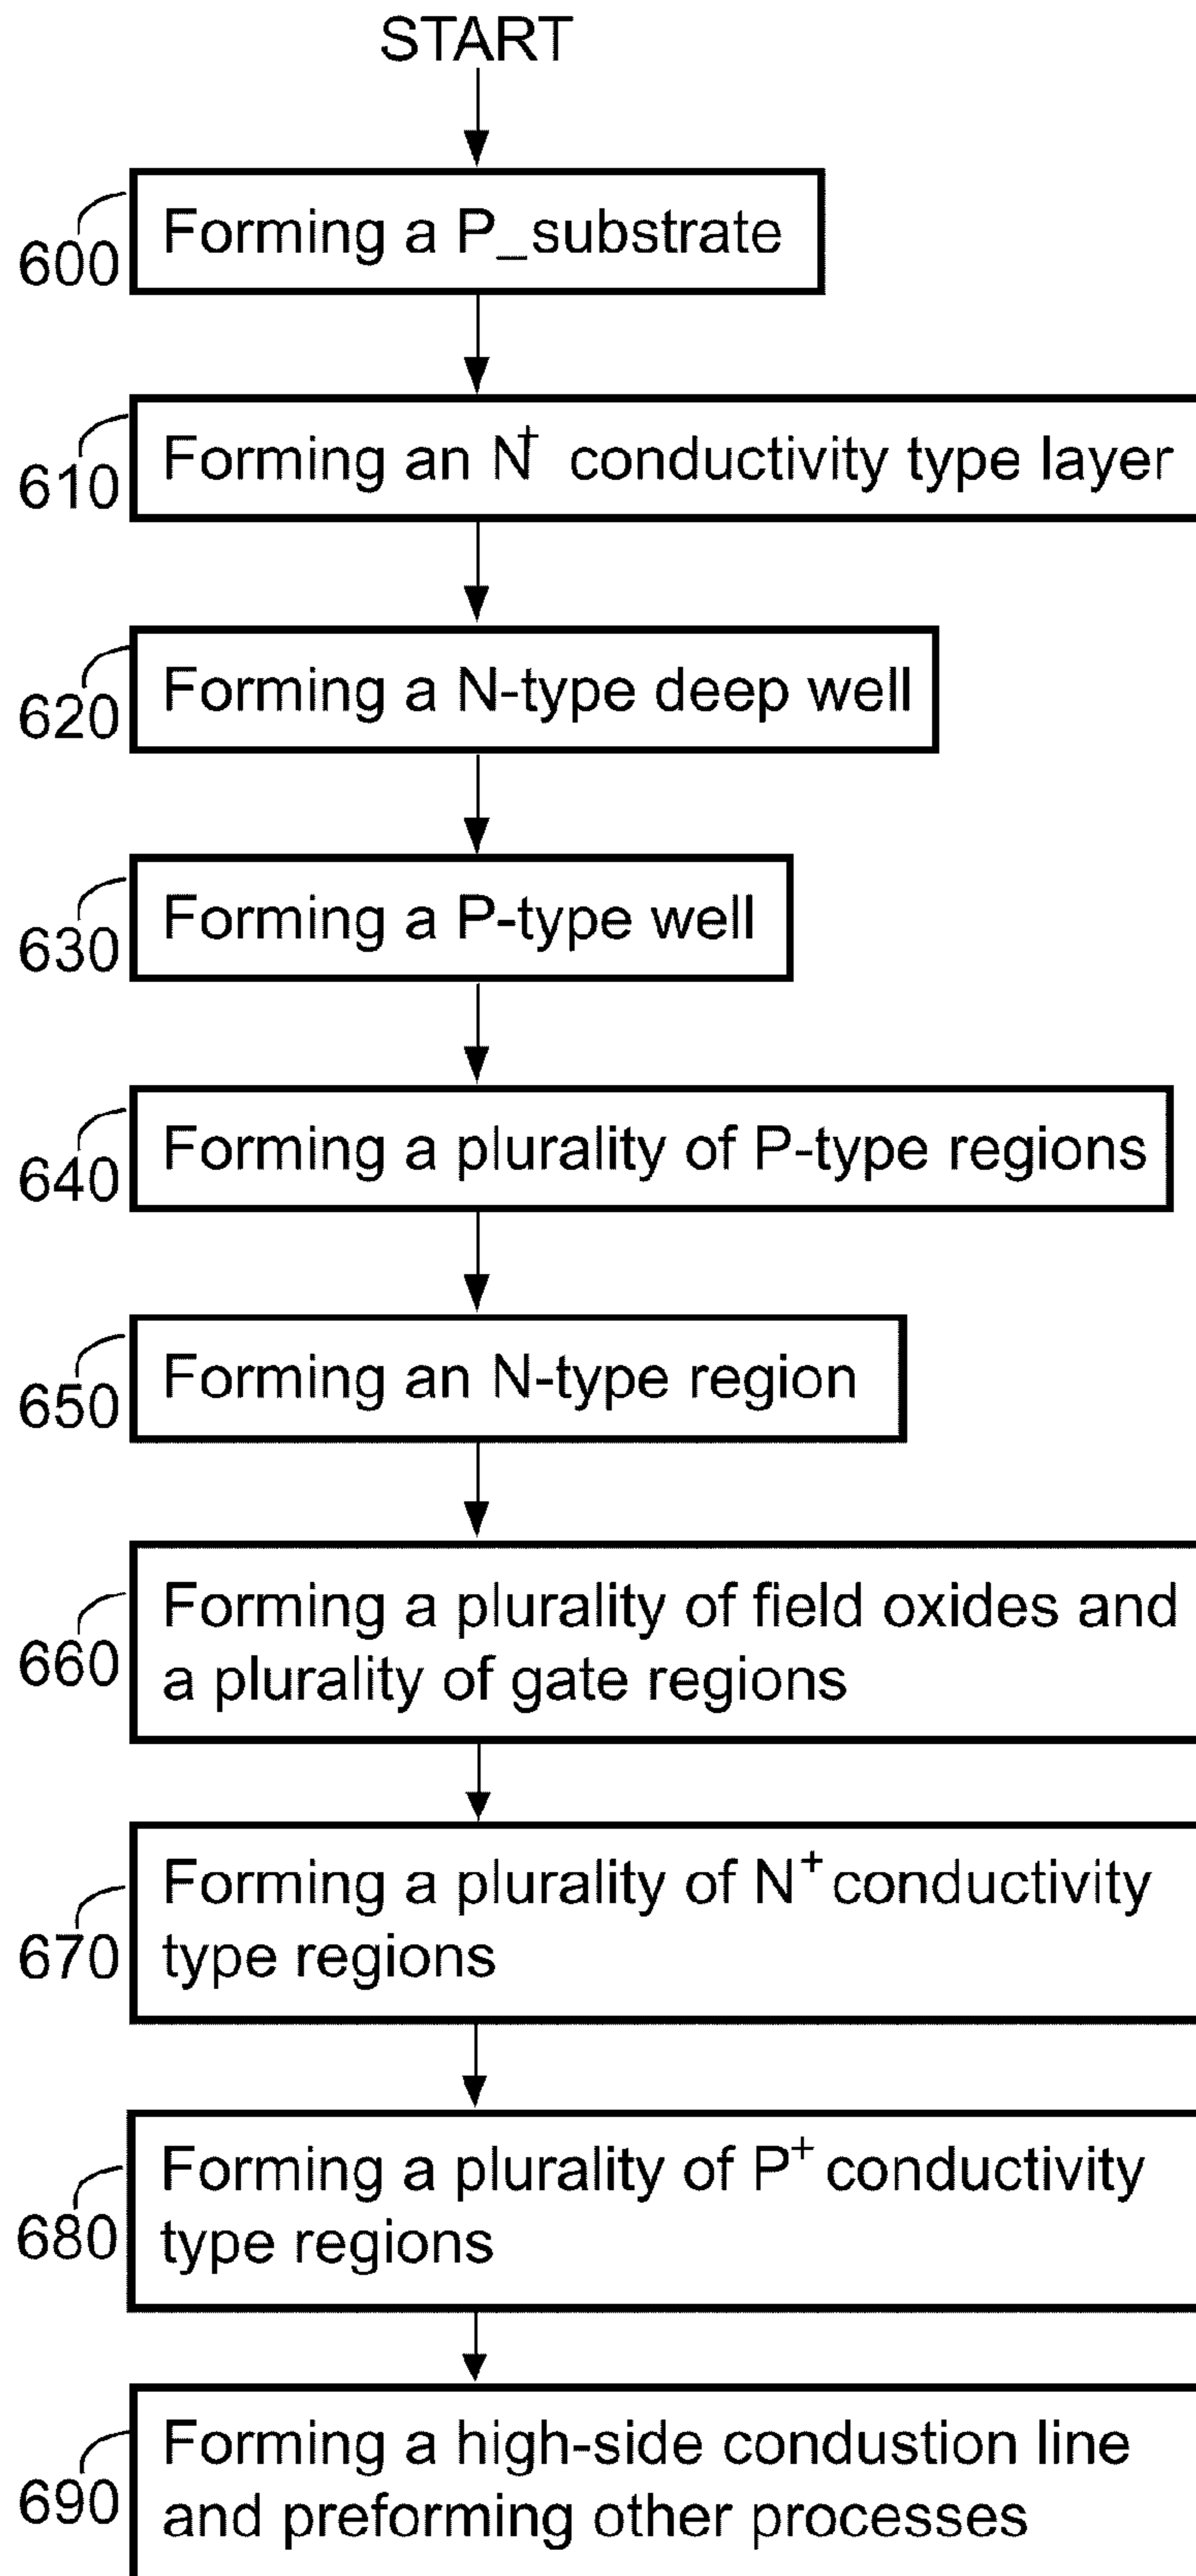 START
600 Forming a P_substrate
610 Forming an N⁺ conductivity type layer
620 Forming a N-type deep well
630 Forming a P-type well
640 Forming a plurality of P-type regions
650 Forming an N-type region
Forming a plurality of field oxides and
660 a plurality of gate regions
Forming a plurality of N⁺ conductivity
670 type regions
Forming a plurality of P⁺ conductivity
680 type regions
Forming a high-side condustion line
690 and preforming other processes